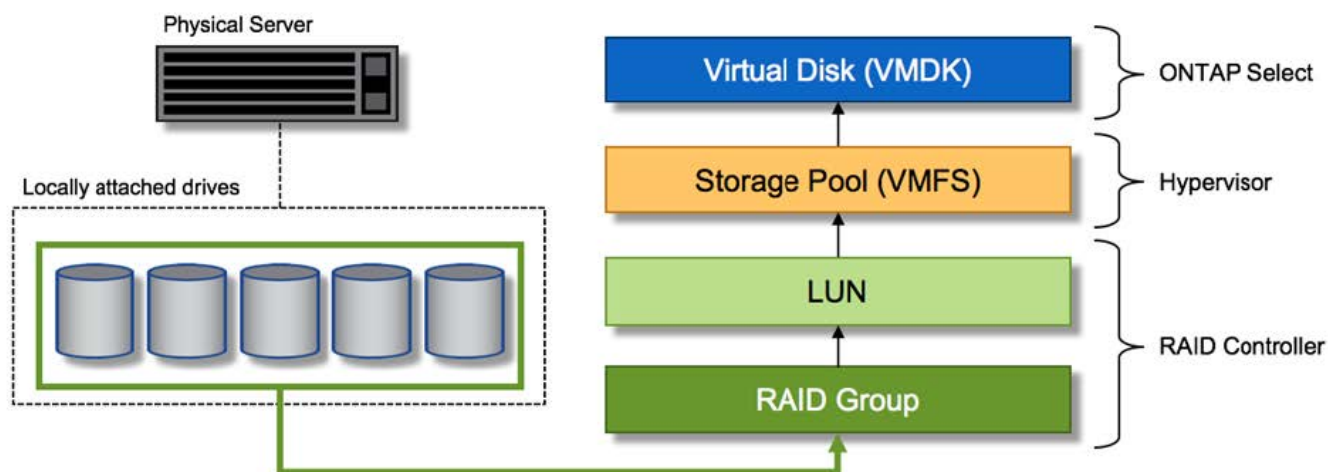 Physical Server
Locally attached drives
Virtual Disk (VMDK)
ONTAP Select
Storage Pool (VMFS)
Hypervisor
LUN
RAID Controller
RAID Group